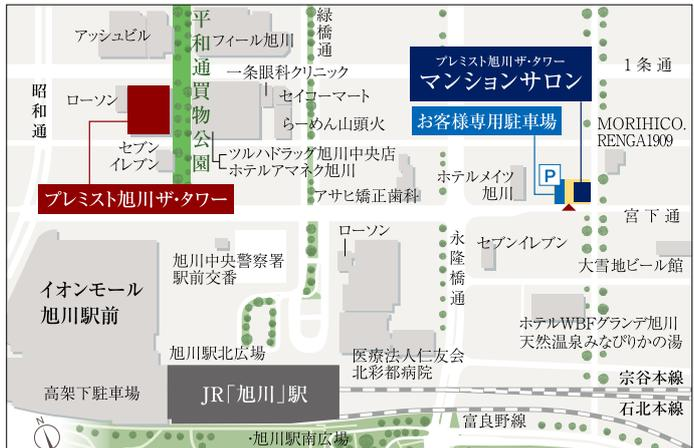 アッシュビル
平和通買物公園
フィール旭川
緑橋通
昭和通
ローソン
一条眼科クリニック
セイコーマート
らーめん山頭火
プレミスト旭川ザ・タワー
マンションサロン
お客様専用駐車場
1条通
MORIHICO.
RENGA1909
セブン
イレブン
ツルハドラッグ旭川中央店
ホテルアマネク旭川
アサヒ矯正歯科
ホテルメイツ
旭川
P
プレミスト旭川ザ・タワー
宮下通
ローソン
永隆橋通
セブンイレブン
大雪地ビール館
旭川中央警察署
駅前交番
イオンモール
旭川駅前
ホテルWBFグランデ旭川
天然温泉みなぴりかの湯
旭川駅北広場
医療法人仁友会
北彩都病院
高架下駐車場
JR「旭川」駅
宗谷本線
石北本線
富良野線
・旭川駅南広場
N